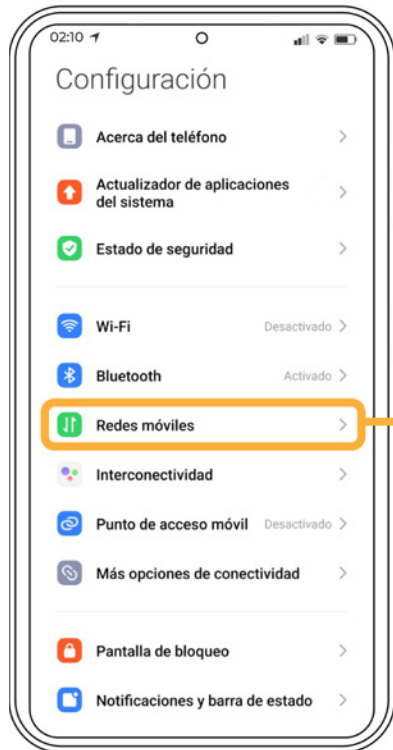 02:10
Configuración
Acerca del teléfono
Actualizador de aplicaciones
del sistema
Estado de seguridad
Wi-Fi Desactivado
Bluetooth Activado
Redes móviles
Interconectividad
Punto de acceso móvil Desactivado
Más opciones de conectividad
Pantalla de bloqueo
Notificaciones y barra de estado